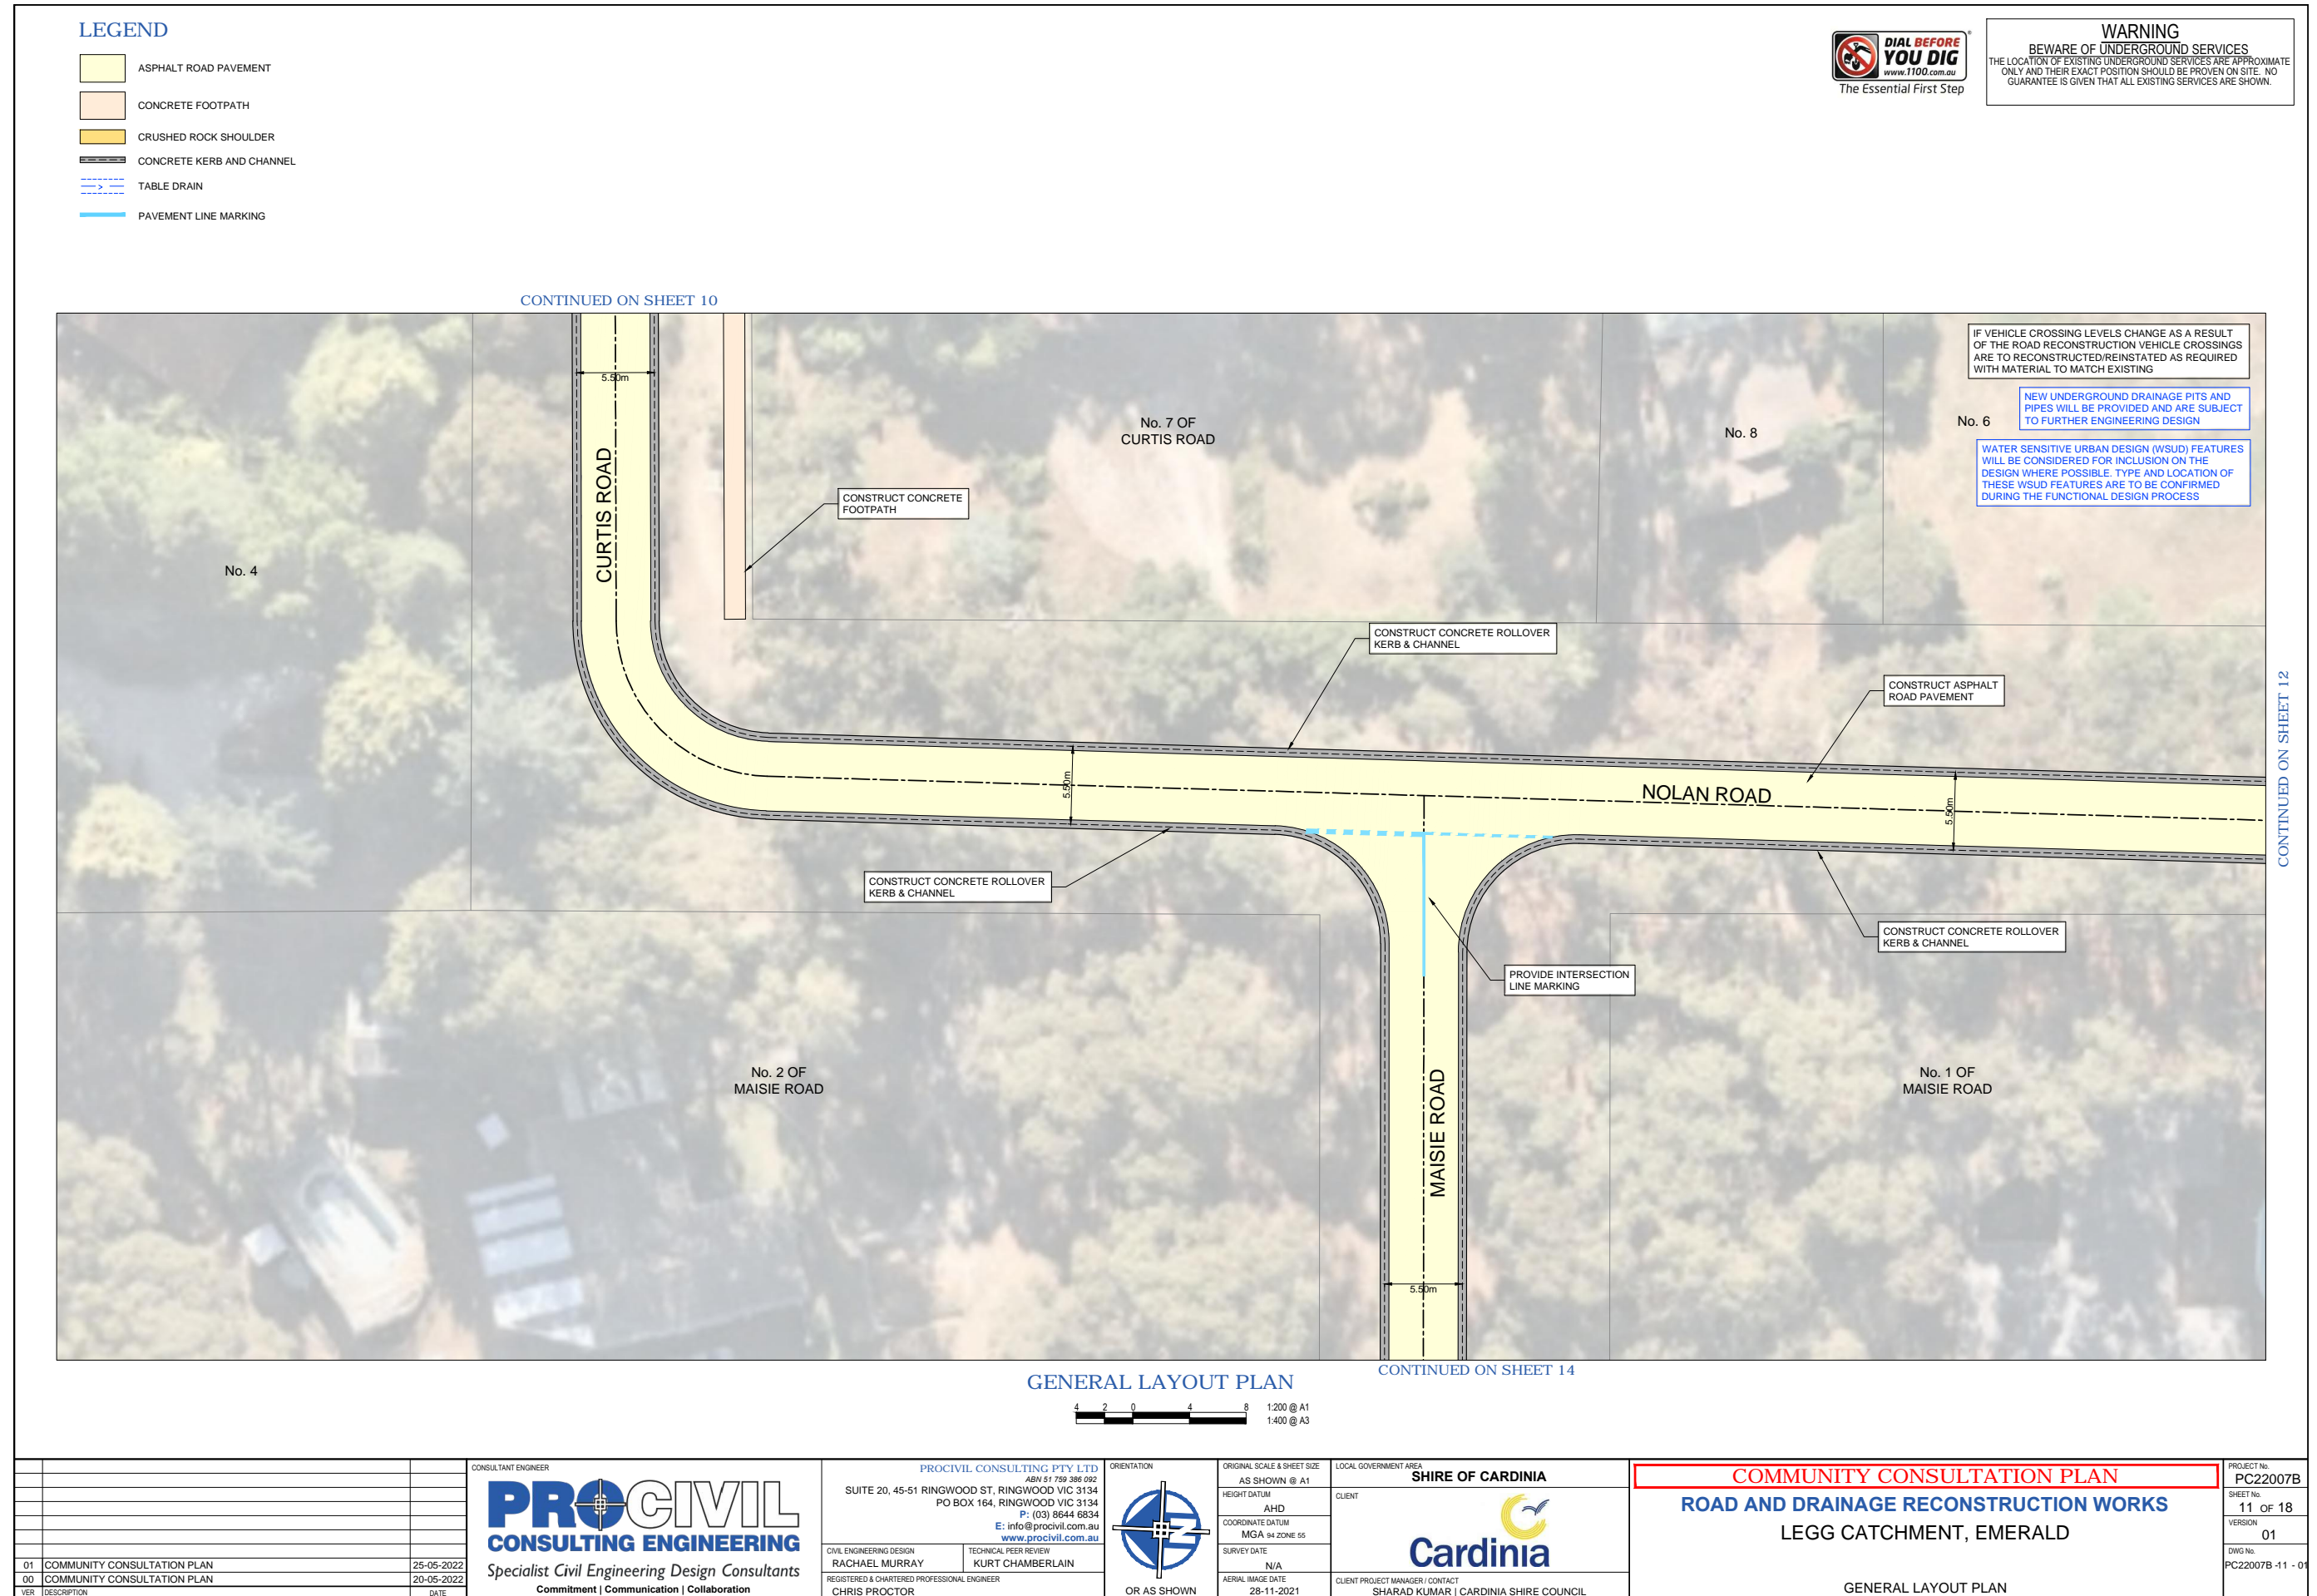 LEGEND
ASPHALT ROAD PAVEMENT
CONCRETE FOOTPATH
CRUSHED ROCK SHOULDER
CONCRETE KERB AND CHANNEL
TABLE DRAIN
PAVEMENT LINE MARKING
DIAL BEFORE
YOU DIG
www.1100.com.au
The Essential First Step
WARNING
BEWARE OF UNDERGROUND SERVICES
THE LOCATION OF EXISTING UNDERGROUND SERVICES ARE APPROXIMATE
ONLY AND THEIR EXACT POSITION SHOULD BE PROVEN ON SITE. NO
GUARANTEE IS GIVEN THAT ALL EXISTING SERVICES ARE SHOWN.
CONTINUED ON SHEET 10
IF VEHICLE CROSSING LEVELS CHANGE AS A RESULT
OF THE ROAD RECONSTRUCTION VEHICLE CROSSINGS
ARE TO RECONSTRUCTED/REINSTATED AS REQUIRED
WITH MATERIAL TO MATCH EXISTING
NEW UNDERGROUND DRAINAGE PITS AND
PIPES WILL BE PROVIDED AND ARE SUBJECT
TO FURTHER ENGINEERING DESIGN
WATER SENSITIVE URBAN DESIGN (WSUD) FEATURES
WILL BE CONSIDERED FOR INCLUSION ON THE
DESIGN WHERE POSSIBLE. TYPE AND LOCATION OF
THESE WSUD FEATURES ARE TO BE CONFIRMED
DURING THE FUNCTIONAL DESIGN PROCESS
5.50m
No. 7 OF
CURTIS ROAD
No. 8
No. 6
CURTIS ROAD
CONSTRUCT CONCRETE
FOOTPATH
No. 4
CONSTRUCT CONCRETE ROLLOVER
KERB & CHANNEL
CONSTRUCT ASPHALT
ROAD PAVEMENT
CONTINUED ON SHEET 12
5.50m
NOLAN ROAD
5.50m
CONSTRUCT CONCRETE ROLLOVER
KERB & CHANNEL
CONSTRUCT CONCRETE ROLLOVER
KERB & CHANNEL
PROVIDE INTERSECTION
LINE MARKING
No. 2 OF
MAISIE ROAD
MAISIE ROAD
No. 1 OF
MAISIE ROAD
5.50m
CONTINUED ON SHEET 14
GENERAL LAYOUT PLAN
4 2 0 4 8
1:200 @ A1
1:400 @ A3
01 COMMUNITY CONSULTATION PLAN 25-05-2022
00 COMMUNITY CONSULTATION PLAN 20-05-2022
VER DESCRIPTION DATE
CONSULTANT ENGINEER
PROCIVIL
CONSULTING ENGINEERING
Specialist Civil Engineering Design Consultants
Commitment | Communication | Collaboration
PROCIVIL CONSULTING PTY LTD
ABN 51 759 386 092
SUITE 20, 45-51 RINGWOOD ST, RINGWOOD VIC 3134
PO BOX 164, RINGWOOD VIC 3134
P: (03) 8644 6834
E: info@procivil.com.au
www.procivil.com.au
CIVIL ENGINEERING DESIGN
RACHAEL MURRAY
TECHNICAL PEER REVIEW
KURT CHAMBERLAIN
REGISTERED & CHARTERED PROFESSIONAL ENGINEER
CHRIS PROCTOR
ORIENTATION
N
OR AS SHOWN
ORIGINAL SCALE & SHEET SIZE
AS SHOWN @ A1
HEIGHT DATUM
AHD
COORDINATE DATUM
MGA 94 ZONE 55
SURVEY DATE
N/A
AERIAL IMAGE DATE
28-11-2021
LOCAL GOVERNMENT AREA
SHIRE OF CARDINIA
CLIENT
Cardinia
CLIENT PROJECT MANAGER / CONTACT
SHARAD KUMAR | CARDINIA SHIRE COUNCIL
COMMUNITY CONSULTATION PLAN
ROAD AND DRAINAGE RECONSTRUCTION WORKS
LEGG CATCHMENT, EMERALD
GENERAL LAYOUT PLAN
PROJECT No.
PC22007B
SHEET No.
11 OF 18
VERSION
01
DWG No.
PC22007B -11 - 01